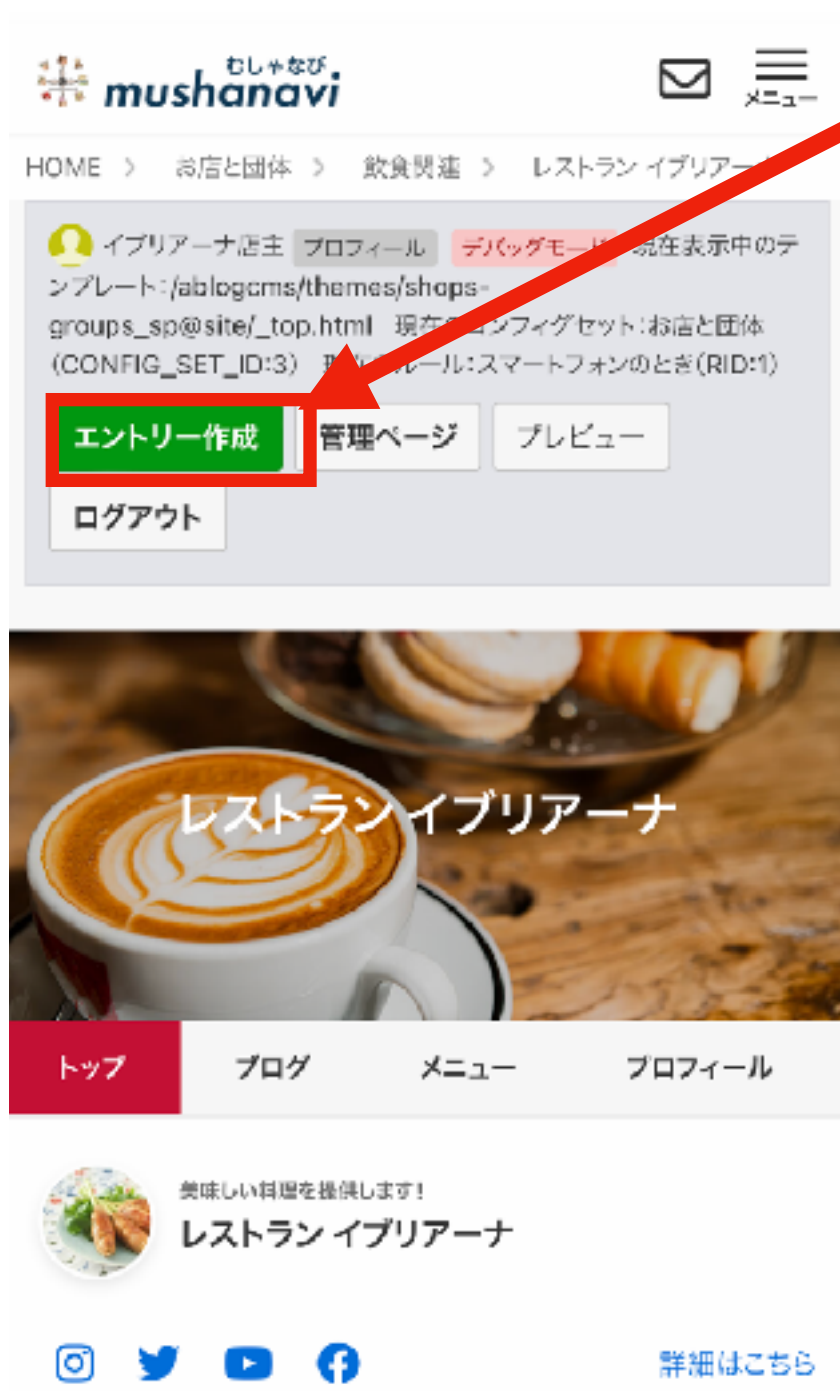 むしゃなび
mushanavi
メニュー
HOME > お店と団体 > 飲食関連 > レストラン イブリアーナ
イブリアーナ店主 プロフィール デバッグモード 現在表示中のテ
ンプレート:/ablogcms/themes/shops-
groups_sp@site/_top.html 現在のコンフィグセット:お店と団体
(CONFIG_SET_ID:3) 現在のルール:スマートフォンのとき(RID:1)
エントリー作成 管理ページ プレビュー
ログアウト
レストラン イブリアーナ
トップ ブログ メニュー プロフィール
美味しい料理を提供します!
レストラン イブリアーナ
詳細はこちら